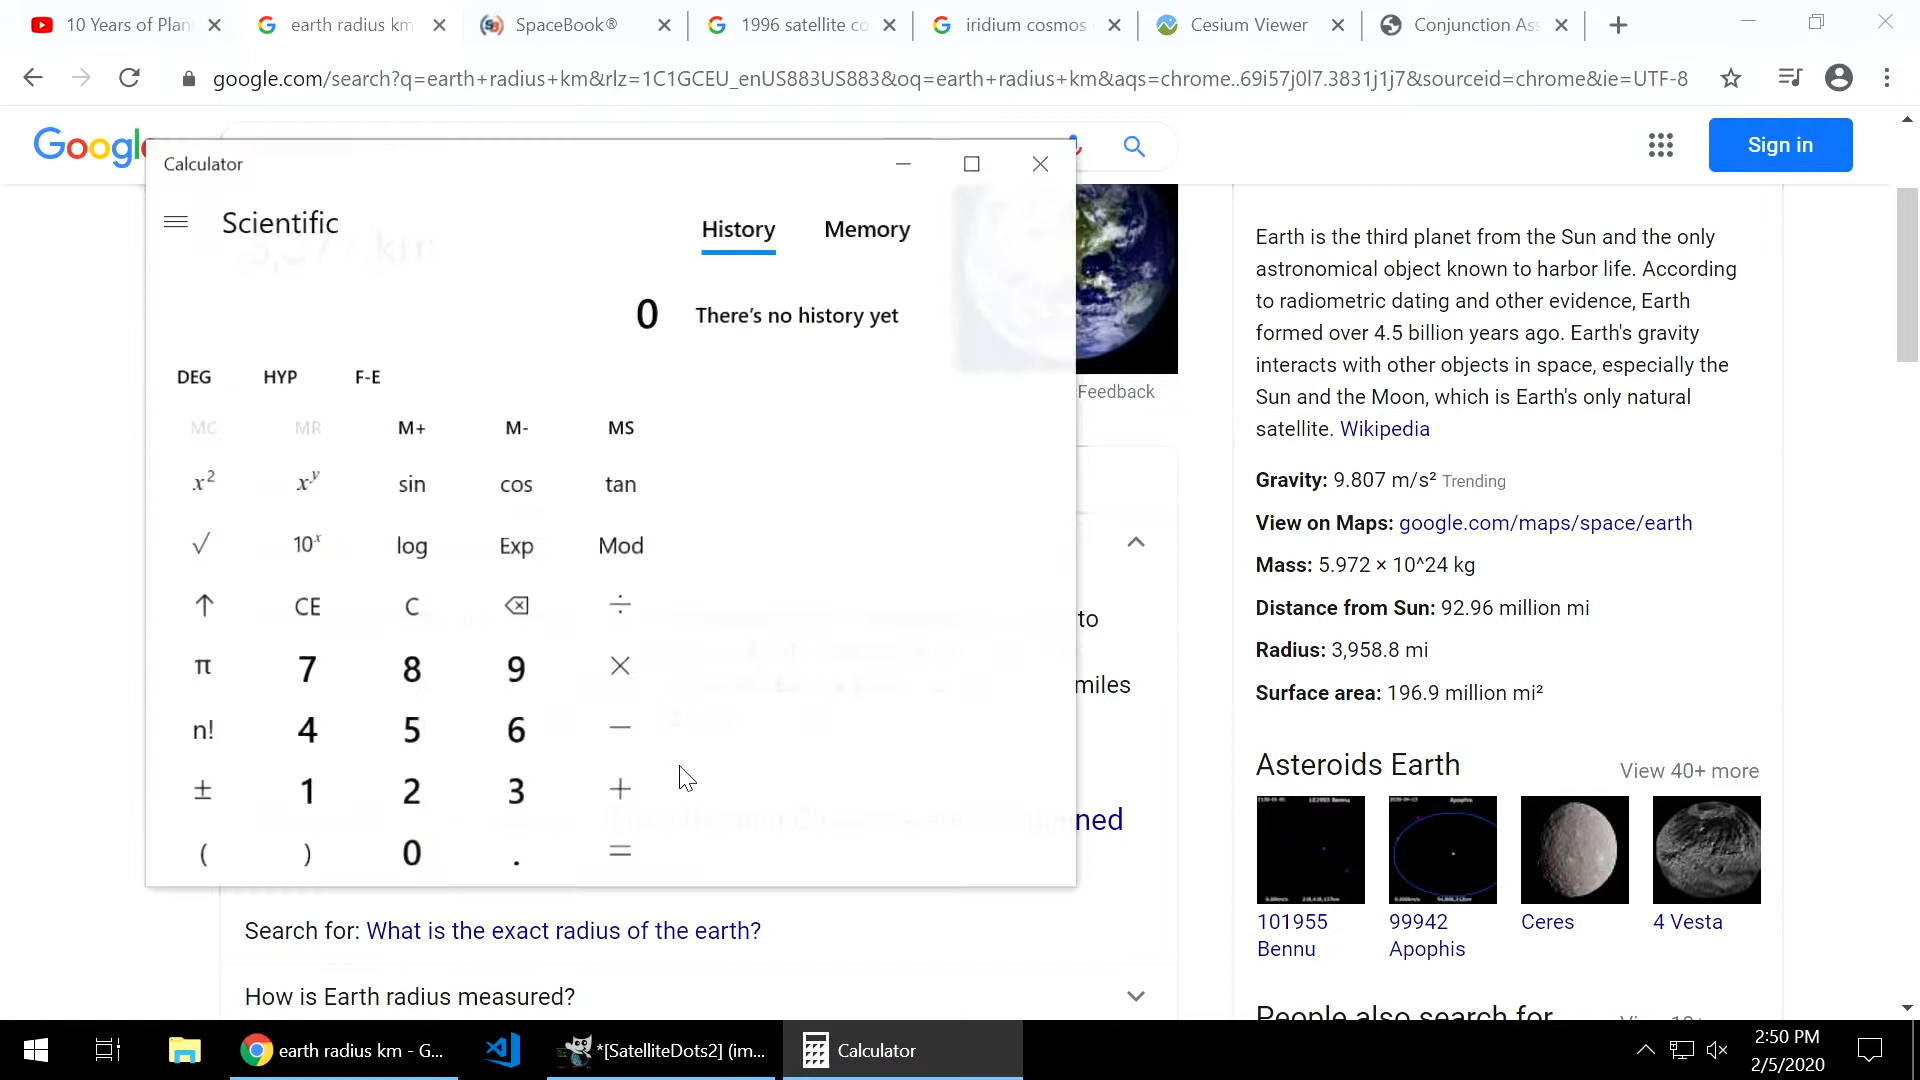 10 Years of Plan
earth radius km
SpaceBook®
1996 satellite co
iridium cosmos
Cesium Viewer
Conjunction Ass
google.com/search?q=earth+radius+km&rlz=1C1GCEU_enUS883US883&oq=earth+radius+km&aqs=chrome..69i57j0l7.3831j1j7&sourceid=chrome&ie=UTF-8
Google
Sign in
Calculator
Scientific
History
Memory
0
There's no history yet
DEG HYP F-E
MC MR M+ M- MS
x² xʸ sin cos tan
√ 10ˣ log Exp Mod
↑ CE C ÷
π 7 8 9 ×
n! 4 5 6 −
± 1 2 3 +
( ) 0 . =
Feedback
to
miles
ned
Search for: What is the exact radius of the earth?
How is Earth radius measured?
Earth is the third planet from the Sun and the only
astronomical object known to harbor life. According
to radiometric dating and other evidence, Earth
formed over 4.5 billion years ago. Earth's gravity
interacts with other objects in space, especially the
Sun and the Moon, which is Earth's only natural
satellite. Wikipedia
Gravity: 9.807 m/s² Trending
View on Maps: google.com/maps/space/earth
Mass: 5.972 × 10^24 kg
Distance from Sun: 92.96 million mi
Radius: 3,958.8 mi
Surface area: 196.9 million mi²
Asteroids Earth
View 40+ more
101955
Bennu
99942
Apophis
Ceres
4 Vesta
People also search for
earth radius km - G...
*[SatelliteDots2] (im...
Calculator
2:50 PM
2/5/2020